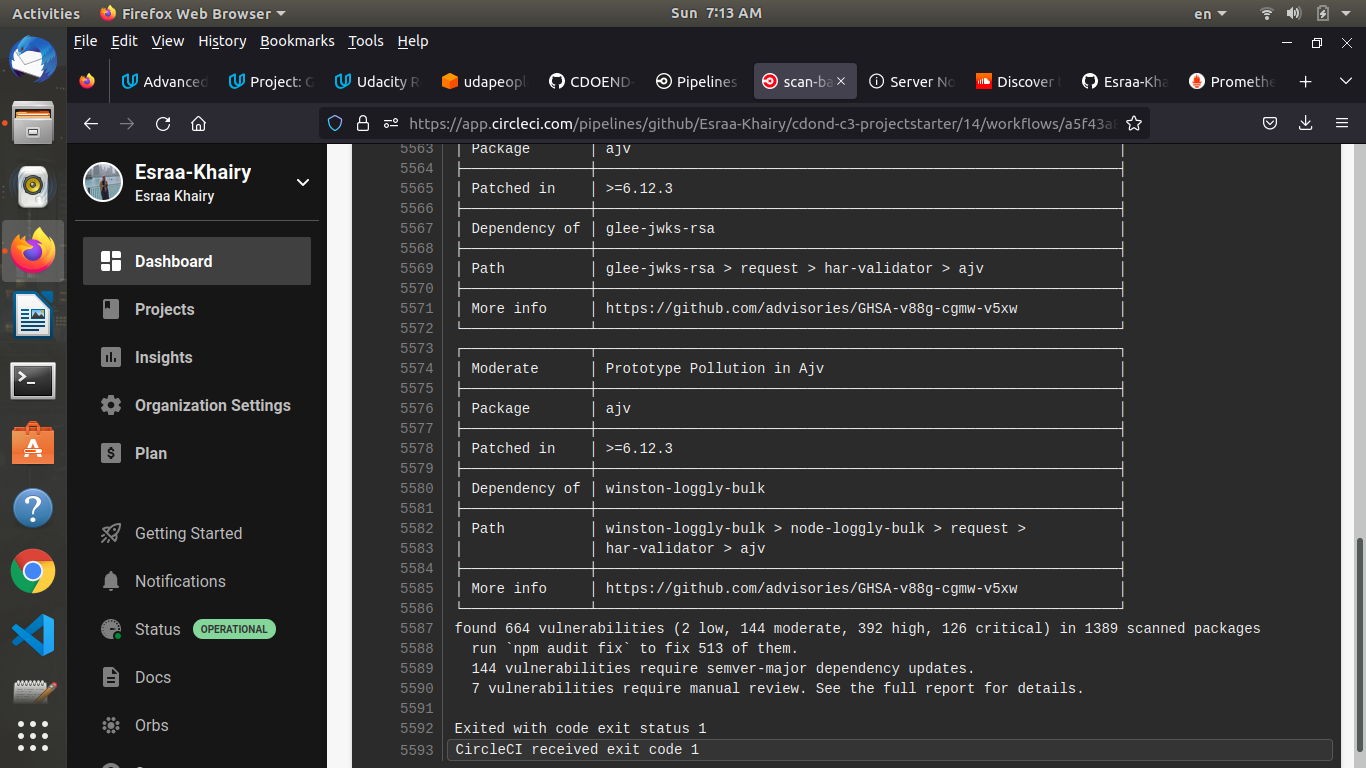 Activities Firefox Web Browser Sun 7:13 AM en
File Edit View History Bookmarks Tools Help
Advanced Project: G Udacity R udapeopl CDOEND- Pipelines scan-ba Server No Discover Esraa-Kha Promethe
https://app.circleci.com/pipelines/github/Esraa-Khairy/cdond-c3-projectstarter/14/workflows/a5f43a8
Esraa-Khairy
Esraa Khairy
Dashboard
Projects
Insights
Organization Settings
Plan
Getting Started
Notifications
Status OPERATIONAL
Docs
Orbs
5563 Package ajv
5564
5565 Patched in >=6.12.3
5566
5567 Dependency of glee-jwks-rsa
5568
5569 Path glee-jwks-rsa > request > har-validator > ajv
5570
5571 More info https://github.com/advisories/GHSA-v88g-cgmw-v5xw
5572
5573
5574 Moderate Prototype Pollution in Ajv
5575
5576 Package ajv
5577
5578 Patched in >=6.12.3
5579
5580 Dependency of winston-loggly-bulk
5581
5582 Path winston-loggly-bulk > node-loggly-bulk > request >
5583 har-validator > ajv
5584
5585 More info https://github.com/advisories/GHSA-v88g-cgmw-v5xw
5586
5587 found 664 vulnerabilities (2 low, 144 moderate, 392 high, 126 critical) in 1389 scanned packages
5588 run `npm audit fix` to fix 513 of them.
5589 144 vulnerabilities require semver-major dependency updates.
5590 7 vulnerabilities require manual review. See the full report for details.
5591
5592 Exited with code exit status 1
5593 CircleCI received exit code 1